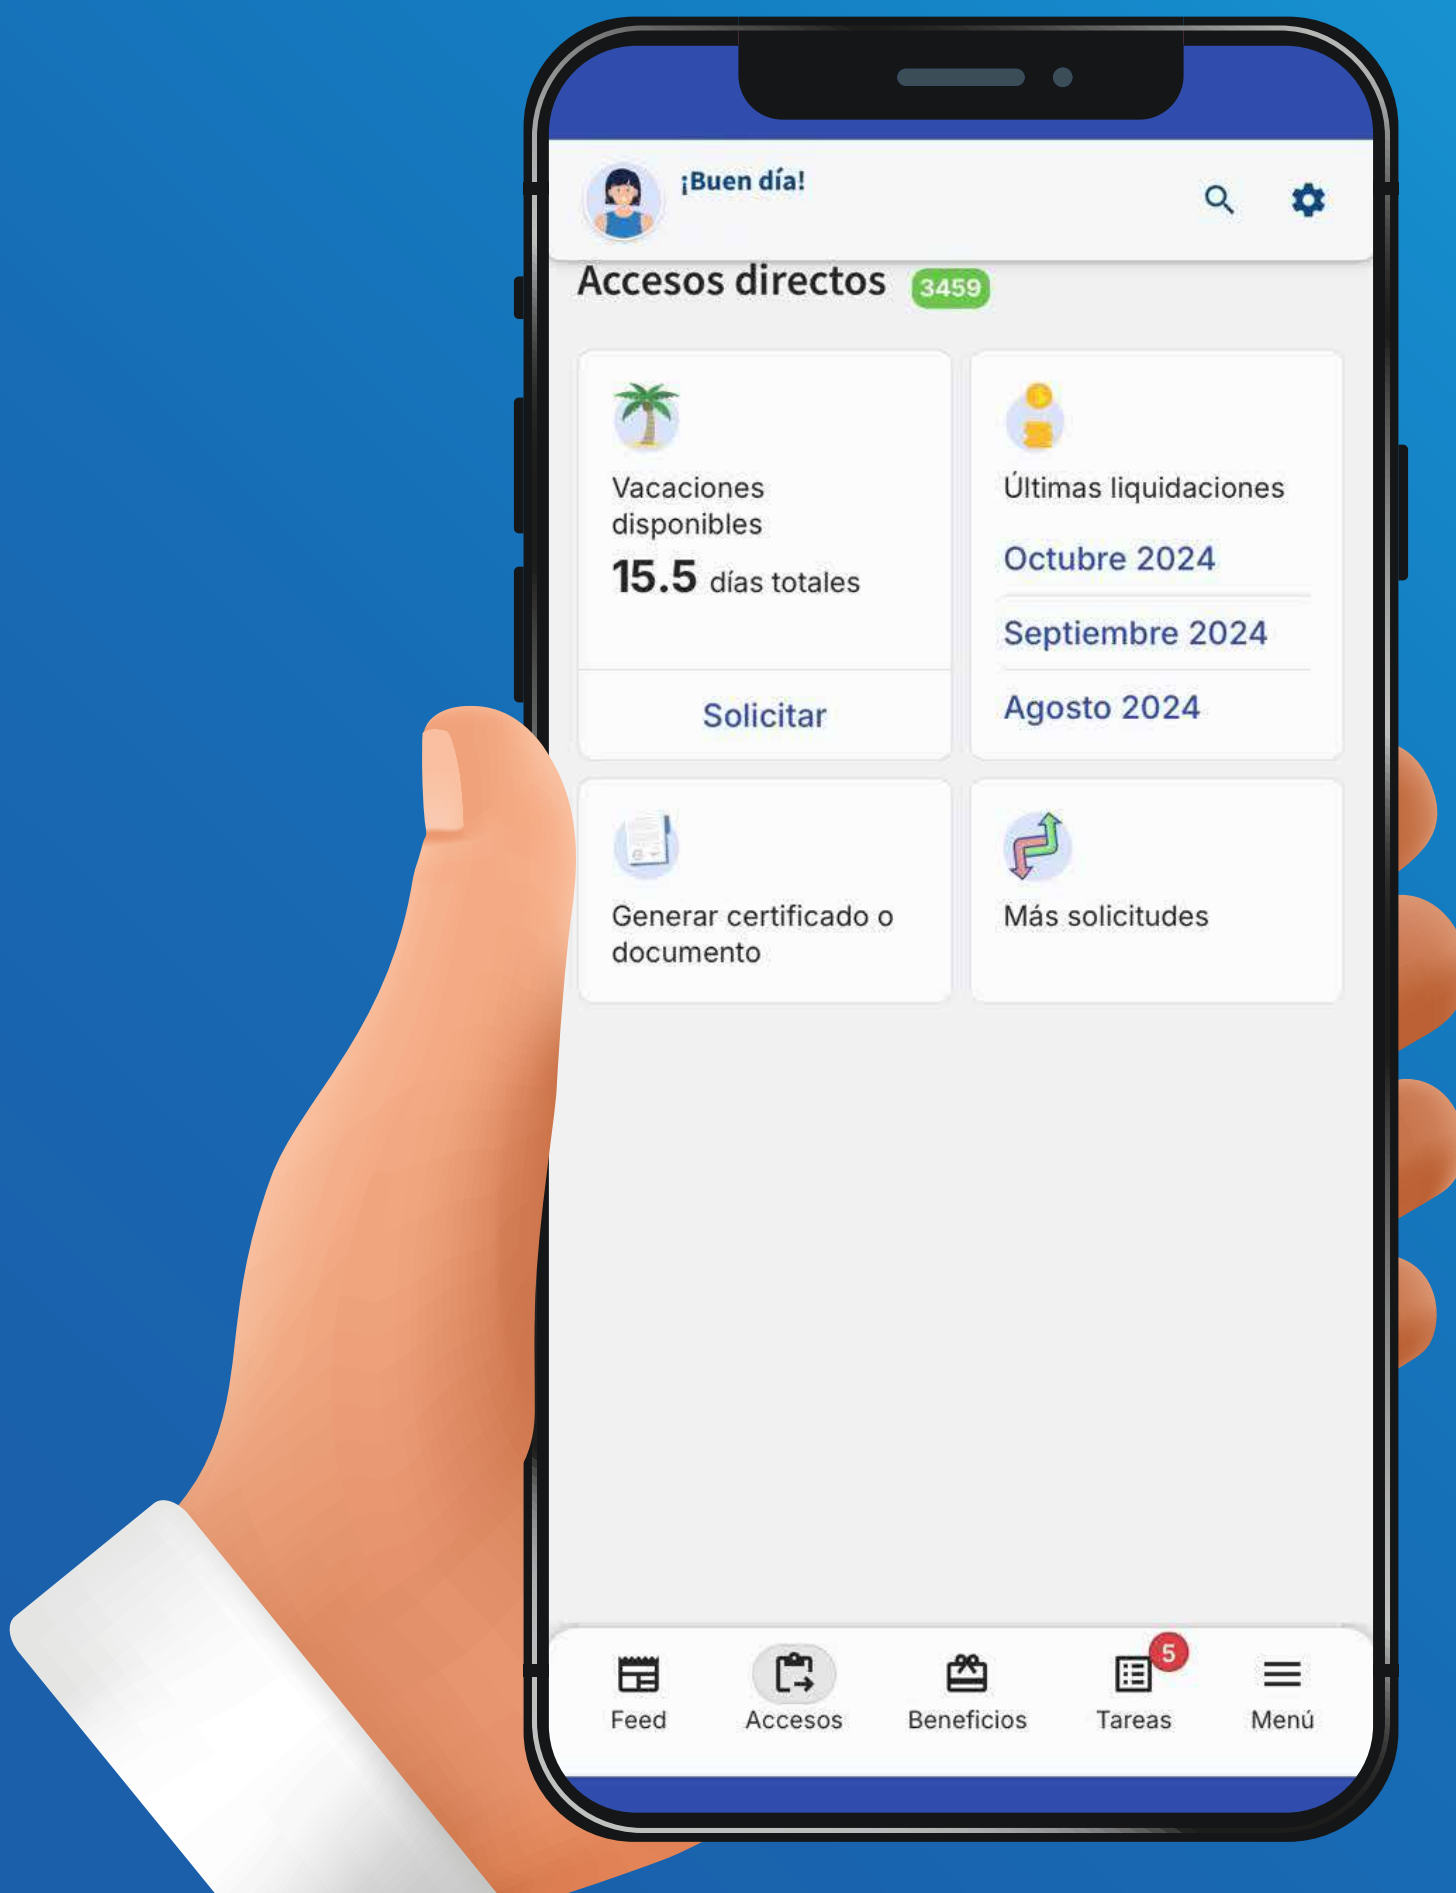 ¡Buen día!
Accesos directos 3459
Vacaciones
disponibles
15.5 días totales
Solicitar
Últimas liquidaciones
Octubre 2024
Septiembre 2024
Agosto 2024
Generar certificado o
documento
Más solicitudes
5
Feed Accesos Beneficios Tareas Menú